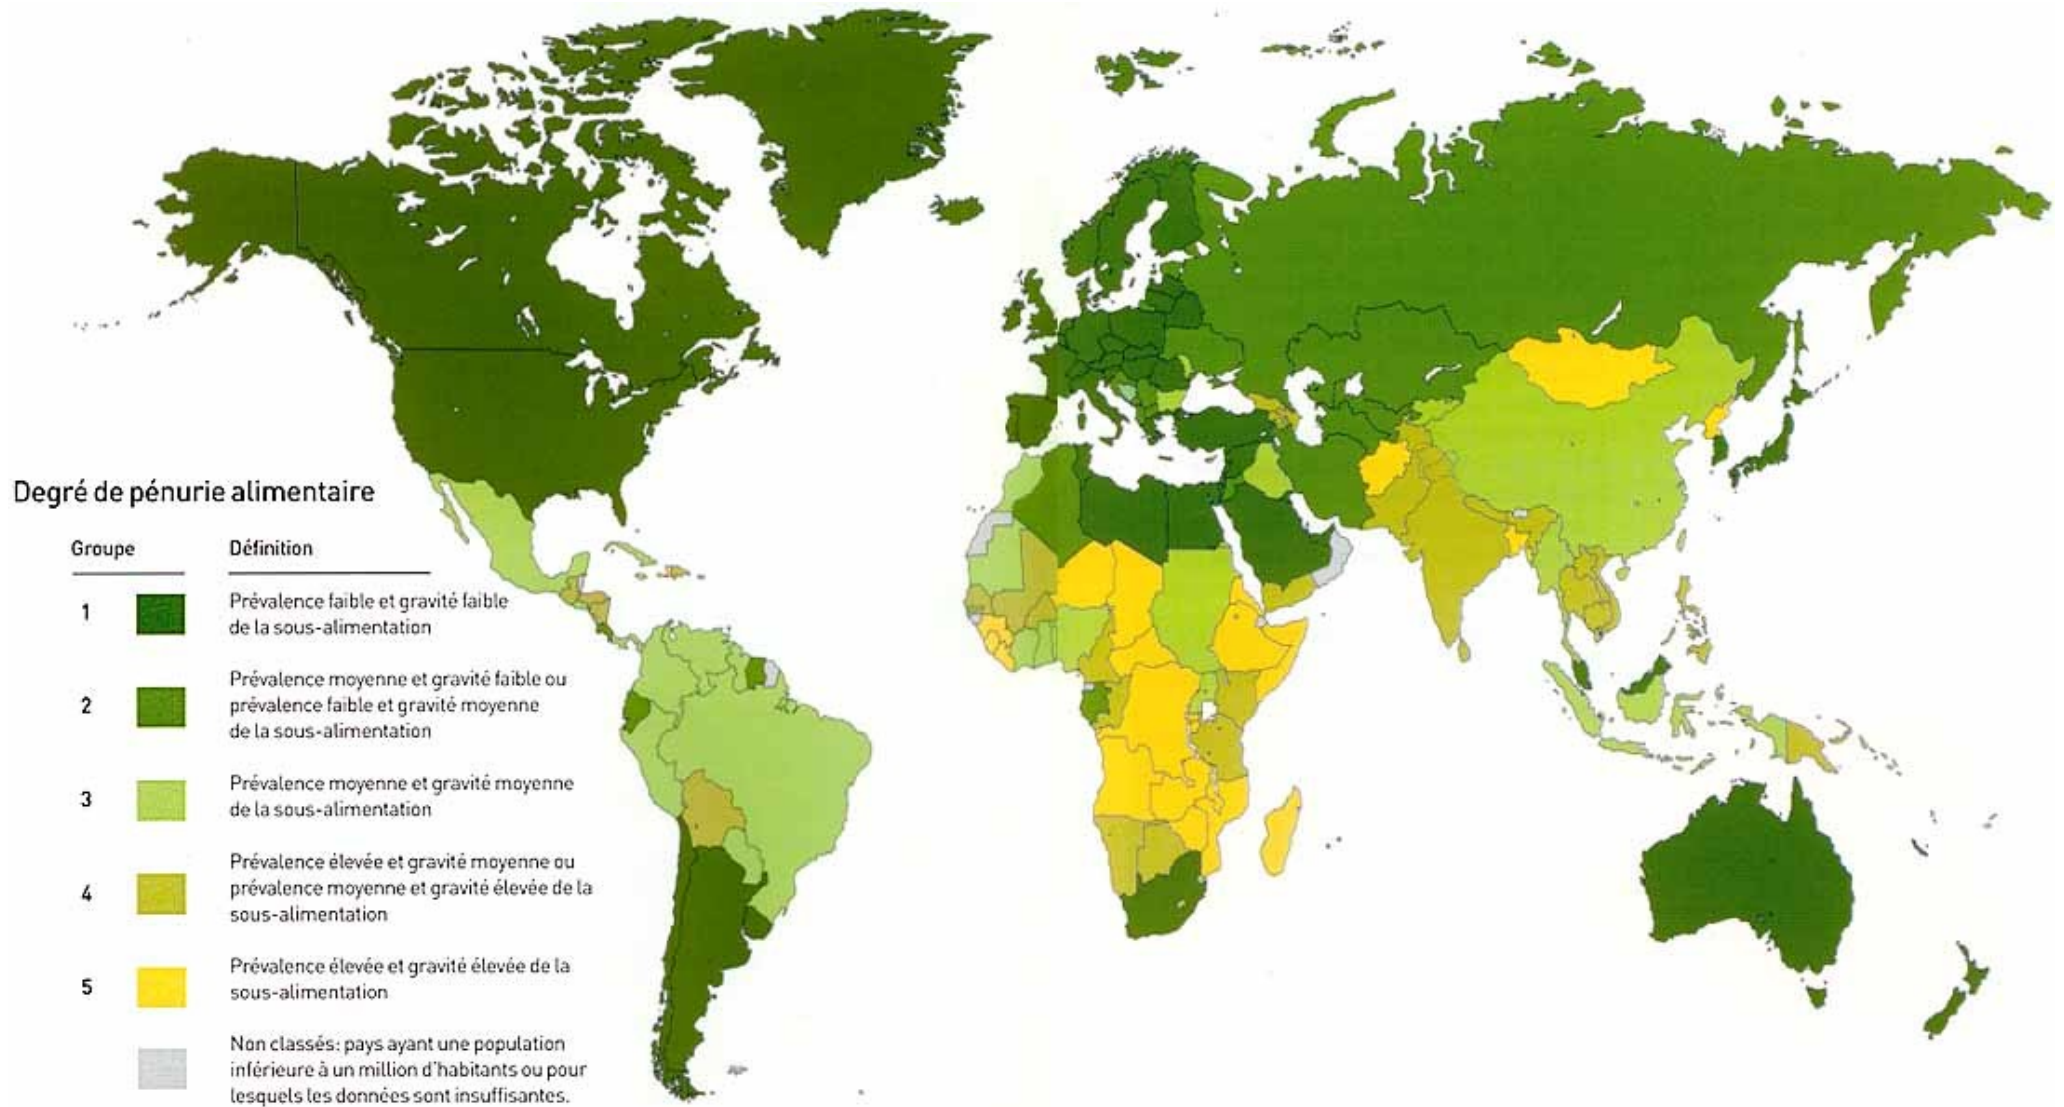 Degré de pénurie alimentaire
Groupe Définition
1 Prévalence faible et gravité faible
de la sous-alimentation
Prévalence moyenne et gravité faible ou
2 prévalence faible et gravité moyenne
de la sous-alimentation
3 Prévalence moyenne et gravité moyenne
de la sous-alimentation
Prévalence élevée et gravité moyenne ou
4 prévalence moyenne et gravité élevée de la
sous-alimentation
5 Prévalence élevée et gravité élevée de la
sous-alimentation
Non classés: pays ayant une population
inférieure à un million d'habitants ou pour
lesquels les données sont insuffisantes.